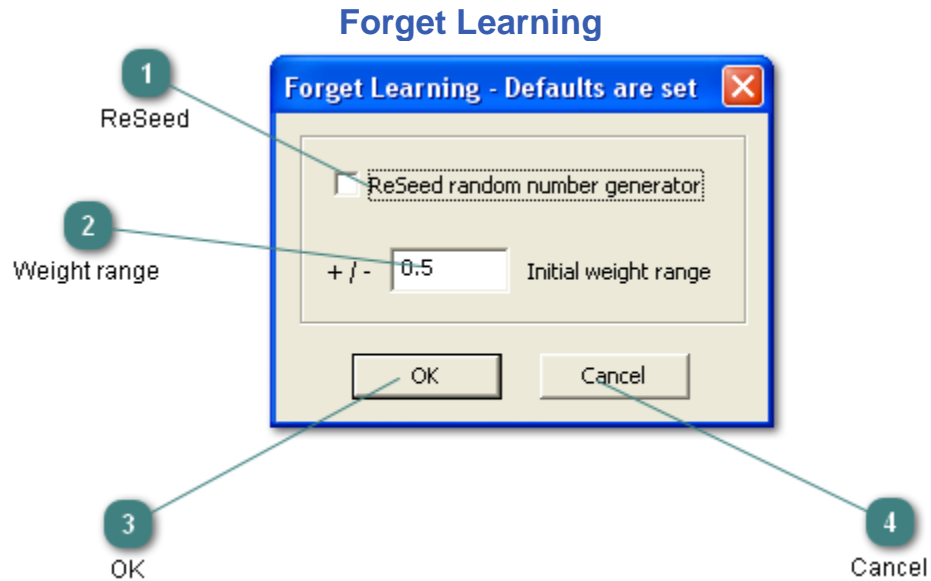 Forget Learning
1
ReSeed
Forget Learning - Defaults are set
ReSeed random number generator
2
Weight range
+ / - 0.5 Initial weight range
OK Cancel
3
OK
4
Cancel